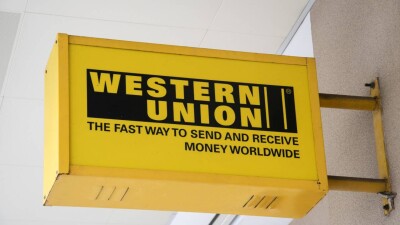 WESTERN
UNION
THE FAST WAY TO SEND AND RECEIVE
MONEY WORLDWIDE